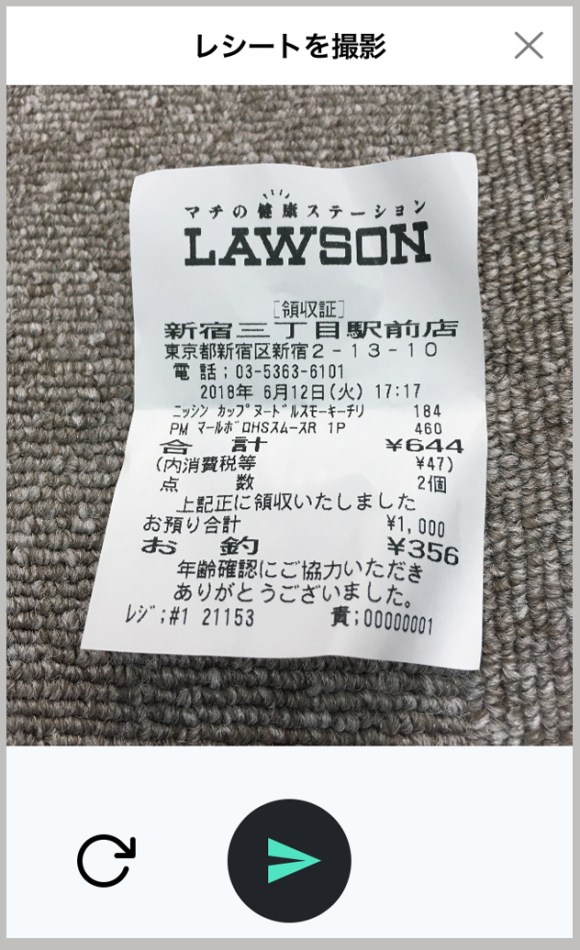 レシートを撮影
マチの健康ステーション
LAWSON
[領収証]
新宿三丁目駅前店
東京都新宿区新宿2-13-10
電話;03-5363-6101
2018年 6月12日(火) 17:17
ニッシン カップヌードルスモーキーチリ 184
PM マールボロHSスムースR 1P 460
合 計 ¥644
(内消費税等 ¥47)
点 数 2個
上記正に領収いたしました
お預り合計 ¥1,000
お 釣 ¥356
年齢確認にご協力いただき
ありがとうございました。
レジ;#1 21153 責;00000001